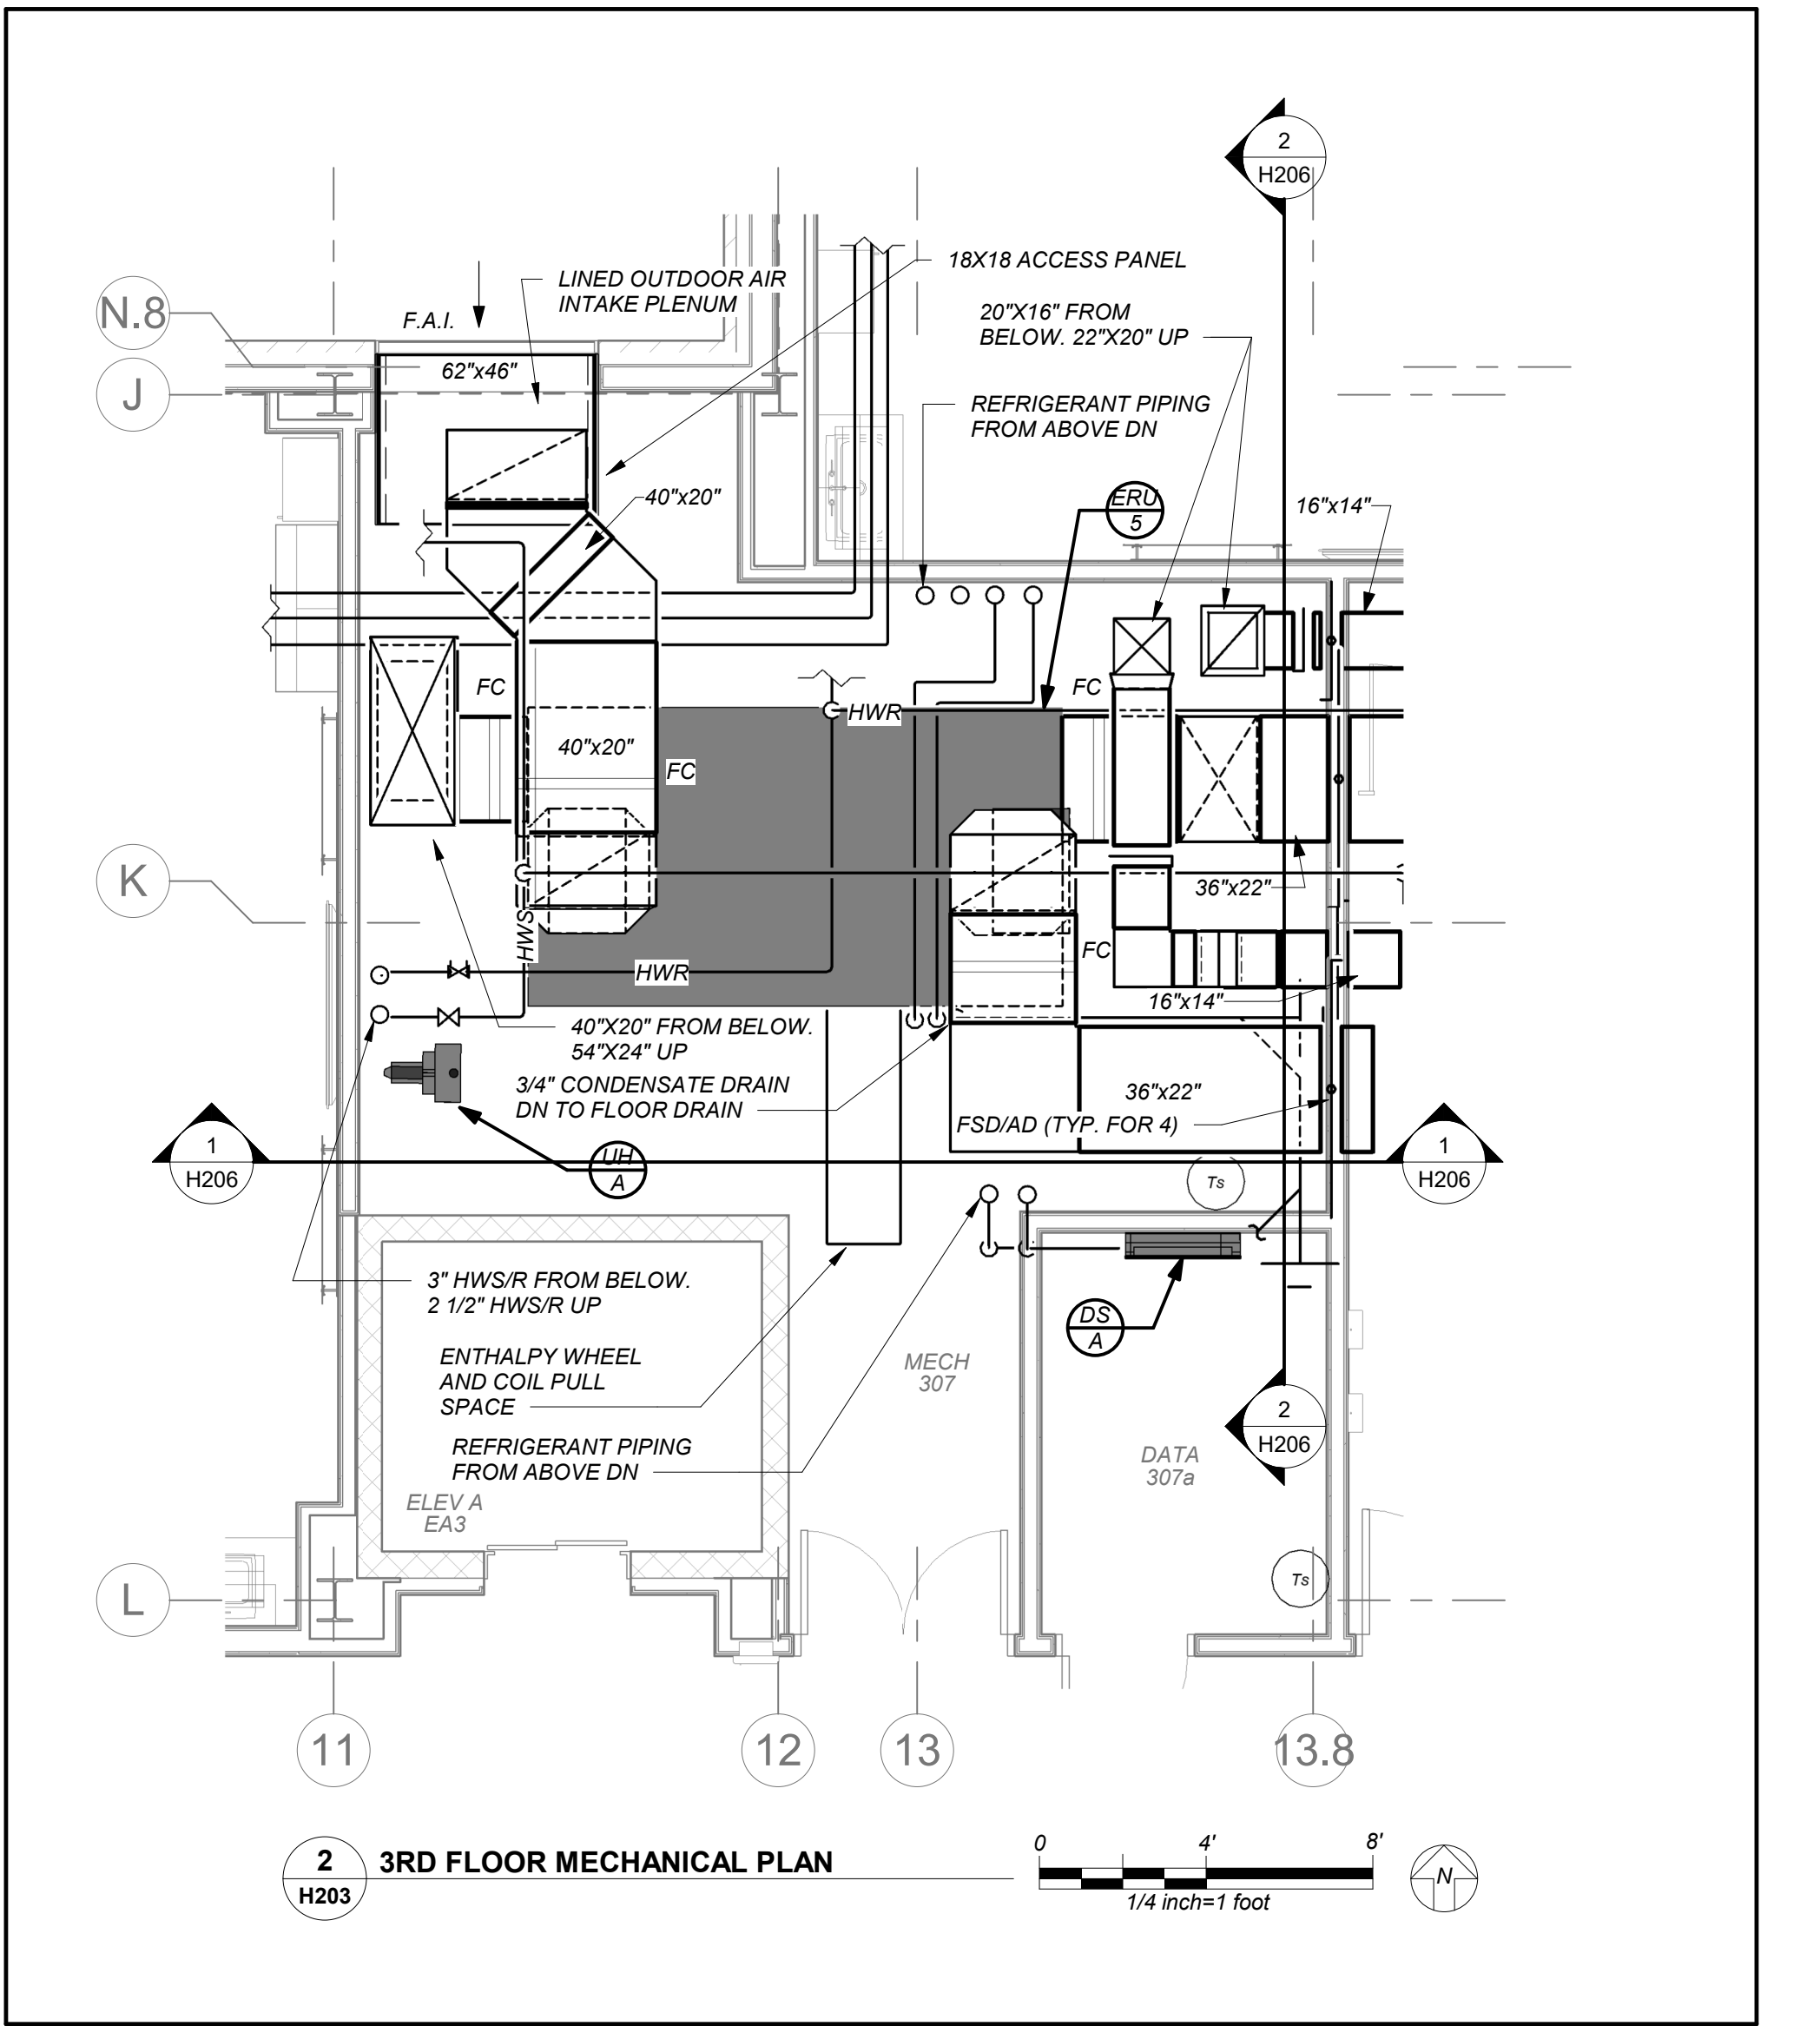 2
H206
18X18 ACCESS PANEL
LINED OUTDOOR AIR
INTAKE PLENUM
20"X16" FROM
BELOW. 22"X20" UP
N.8
F.A.I.
62"x46"
J
REFRIGERANT PIPING
FROM ABOVE DN
40"x20"
ERU
5
16"x14"
FC
FC
HWR
40"x20"
FC
K
36"x22"
HWS
FC
HWR
16"x14"
40"X20" FROM BELOW.
54"X24" UP
3/4" CONDENSATE DRAIN
DN TO FLOOR DRAIN
36"x22"
FSD/AD (TYP. FOR 4)
1
H206
UH
A
1
H206
Ts
3" HWS/R FROM BELOW.
2 1/2" HWS/R UP
DS
A
ENTHALPY WHEEL
AND COIL PULL
SPACE
MECH
307
2
H206
REFRIGERANT PIPING
FROM ABOVE DN
DATA
307a
ELEV A
EA3
L
Ts
11
12
13
13.8
2
H203
3RD FLOOR MECHANICAL PLAN
0 4' 8'
1/4 inch=1 foot
N